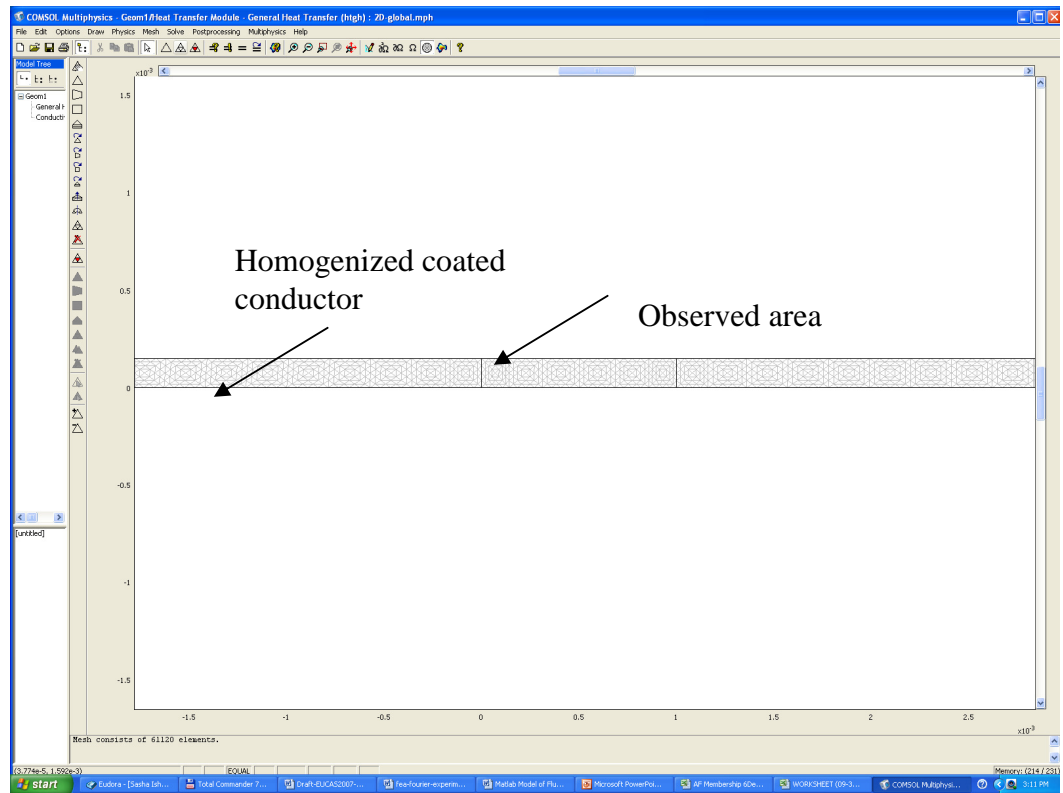 COMSOL Multiphysics - Geom1/Heat Transfer Module - General Heat Transfer (htgh) : 2D-global.mph
File Edit Options Draw Physics Mesh Solve Postprocessing Multiphysics Help
Model Tree
Geom1
General H
Conductiv
x10-3
1.5
1
Homogenized coated
conductor
0.5
Observed area
0
-0.5
[untitled]
-1
-1.5
-1.5 -1 -0.5 0 0.5 1 1.5 2 2.5
x10-3
Mesh consists of 61120 elements.
(3.774e-5, 1.592e-3) EQUAL Memory: (214 / 231)
start Eudora - [Sasha Ish... Total Commander 7... Draft-EUCAS2007-... fea-fourier-experim... Matlab Model of Flu... Microsoft PowerPoi... AF Membership 6De... WORKSHEET (09-3... COMSOL Multiphysi... 3:11 PM